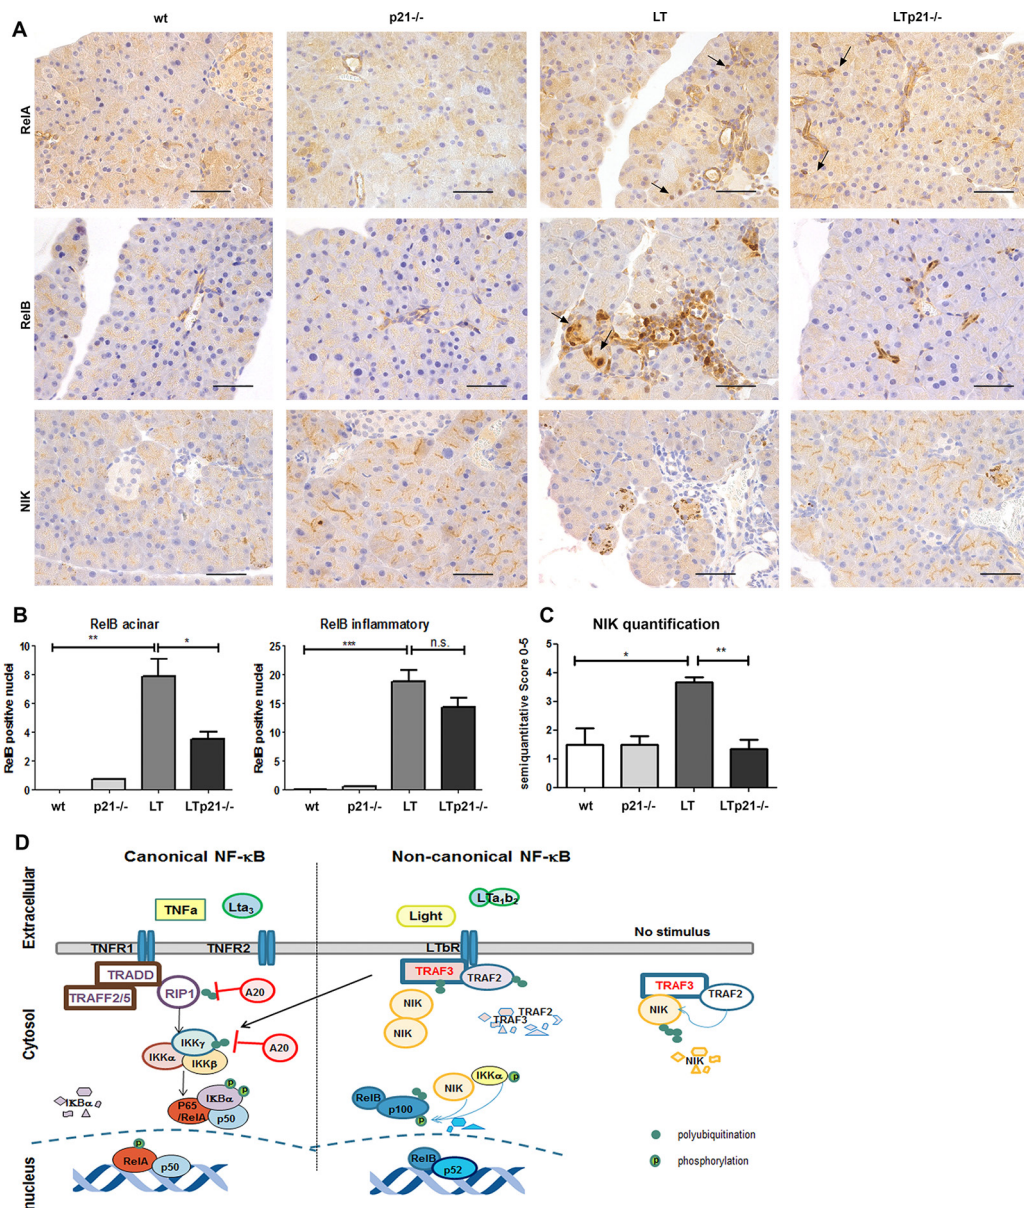 wt p21-/- LT LTp21-/-
A
RelA
RelB
NIK
B
RelB acinar
RelB positive nuclei
10
8
6
4
2
0
** *
wt p21-/- LT LTp21-/-
RelB inflammatory
RelB positive nuclei
25
20
15
10
5
0
*** n.s.
wt p21-/- LT LTp21-/-
C
NIK quantification
semiquantitative Score 0-5
5
4
3
2
1
0
* **
wt p21-/- LT LTp21-/-
D
Canonical NF-κB Non-canonical NF-κB
Extracellular
Cytosol
nucleus
TNFa Lta3
Light LTa1b2
No stimulus
TNFR1 TNFR2 LTbR
TRADD
TRAFF2/5
RIP1
A20
IKKγ
IKKα
IKKβ
A20
P P
IKBα
P65
/RelA
p50
IKBα
P
RelA
p50
TRAF3
TRAF2
NIK
NIK
TRAF2
TRAF3
TRAF3
TRAF2
NIK
NIK
RelB
p100
P
NIK
IKKα
P
RelB
p52
polyubiquitination
P phosphorylation